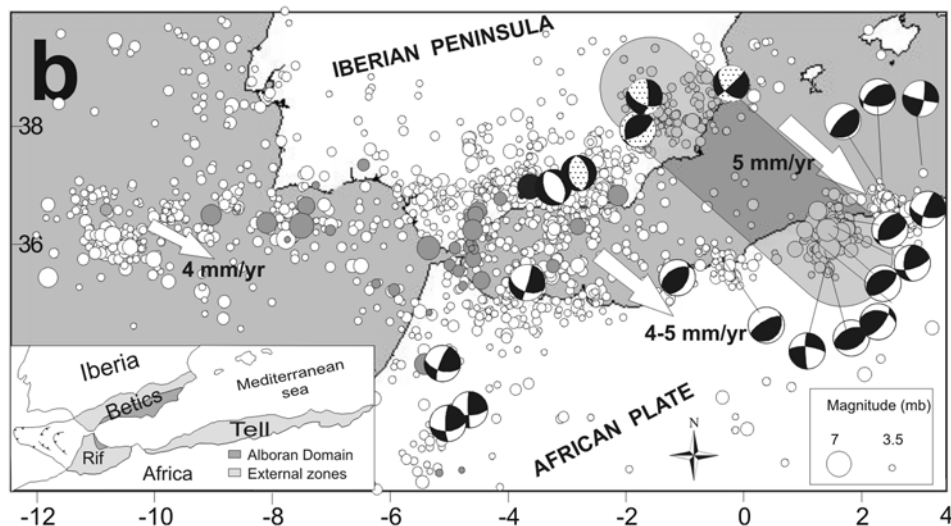 b
IBERIAN PENINSULA
38
36
5 mm/yr
4 mm/yr
4-5 mm/yr
AFRICAN PLATE
N
Iberia
Betics
Mediterranean
sea
Tell
Rif
Africa
Alboran Domain
External zones
Magnitude (mb)
7 3.5
-12 -10 -8 -6 -4 -2 0 2 4